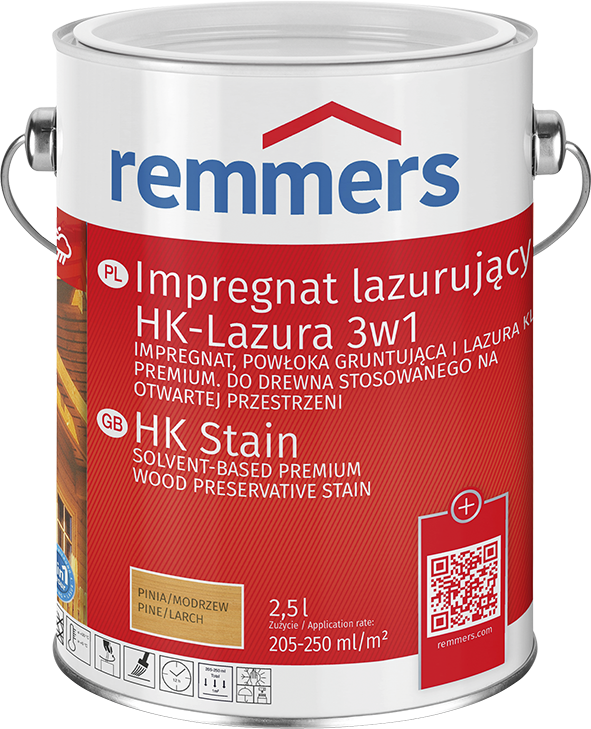 remmers
PL Impregnat lazurujący
HK-Lazura 3w1
IMPREGNAT, POWŁOKA GRUNTUJĄCA I LAZURA
PREMIUM. DO DREWNA STOSOWANEGO NA
OTWARTEJ PRZESTRZENI
GB HK Stain
SOLVENT-BASED PREMIUM
WOOD PRESERVATIVE STAIN
PINIA/MODRZEW
PINE/LARCH
2,5 l
Zużycie / Application rate:
205-250 ml/m²
remmers.com
12 h